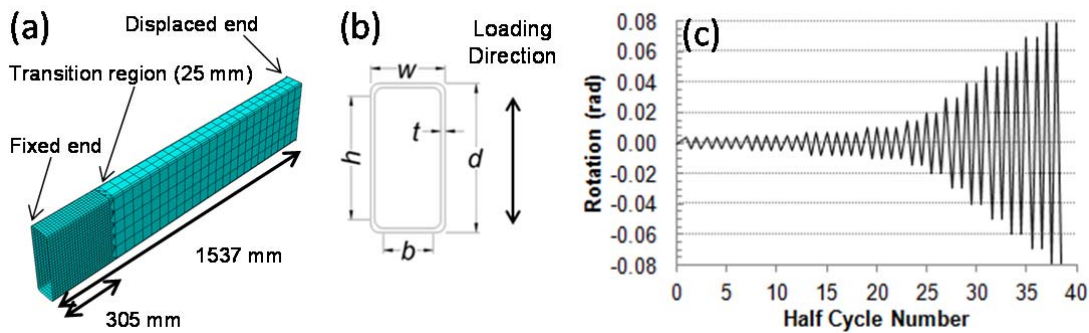 (a)
Displaced end
Transition region (25 mm)
Fixed end
1537 mm
305 mm
(b)
Loading
Direction
w
t
h
d
b
(c)
Rotation (rad)
0.08
0.06
0.04
0.02
0.00
-0.02
-0.04
-0.06
-0.08
0 5 10 15 20 25 30 35 40
Half Cycle Number